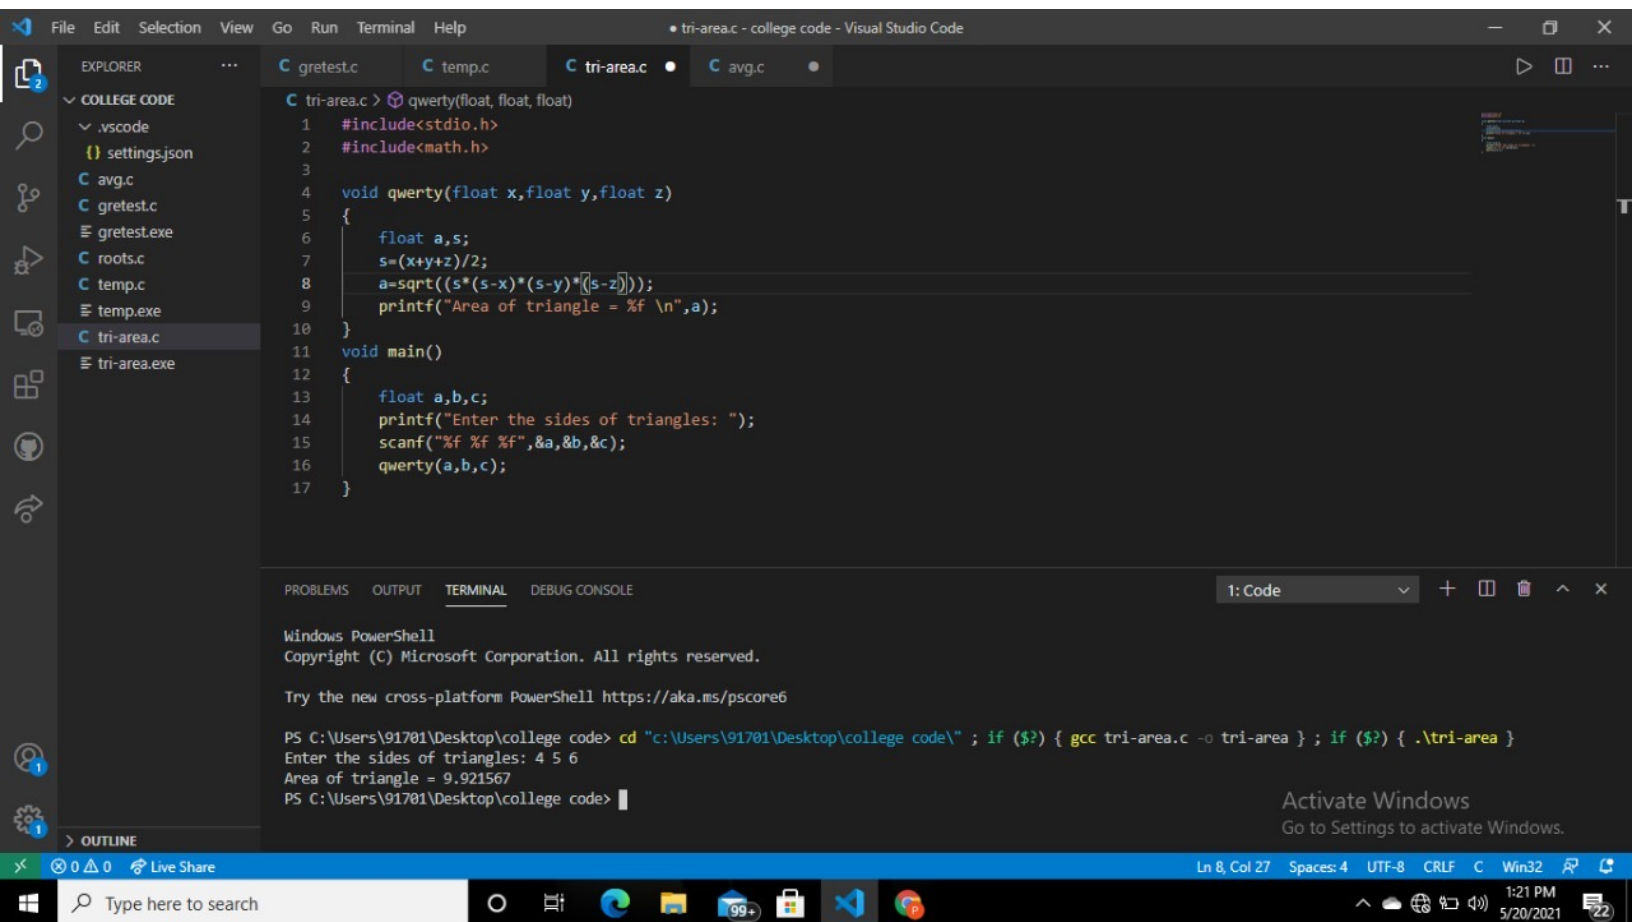 File Edit Selection View Go Run Terminal Help
● tri-area.c - college code - Visual Studio Code
EXPLORER
COLLEGE CODE
.vscode
{} settings.json
C avg.c
C gretest.c
gretest.exe
C roots.c
C temp.c
temp.exe
C tri-area.c
tri-area.exe
OUTLINE
2
1
1
C gretest.c C temp.c C tri-area.c ● C avg.c ●
C tri-area.c > qwerty(float, float, float)
1 #include<stdio.h>
2 #include<math.h>
3
4 void qwerty(float x,float y,float z)
5 {
6 float a,s;
7 s=(x+y+z)/2;
8 a=sqrt((s*(s-x)*(s-y)*(s-z)));
9 printf("Area of triangle = %f \n",a);
10 }
11 void main()
12 {
13 float a,b,c;
14 printf("Enter the sides of triangles: ");
15 scanf("%f %f %f",&a,&b,&c);
16 qwerty(a,b,c);
17 }
PROBLEMS OUTPUT TERMINAL DEBUG CONSOLE
1: Code
Windows PowerShell
Copyright (C) Microsoft Corporation. All rights reserved.
Try the new cross-platform PowerShell https://aka.ms/pscore6
PS C:\Users\91701\Desktop\college code> cd "c:\Users\91701\Desktop\college code\" ; if ($?) { gcc tri-area.c -o tri-area } ; if ($?) { .\tri-area }
Enter the sides of triangles: 4 5 6
Area of triangle = 9.921567
PS C:\Users\91701\Desktop\college code>
Activate Windows
Go to Settings to activate Windows.
0 0 Live Share
Ln 8, Col 27 Spaces: 4 UTF-8 CRLF C Win32
Type here to search
99+
P
1:21 PM
5/20/2021
22